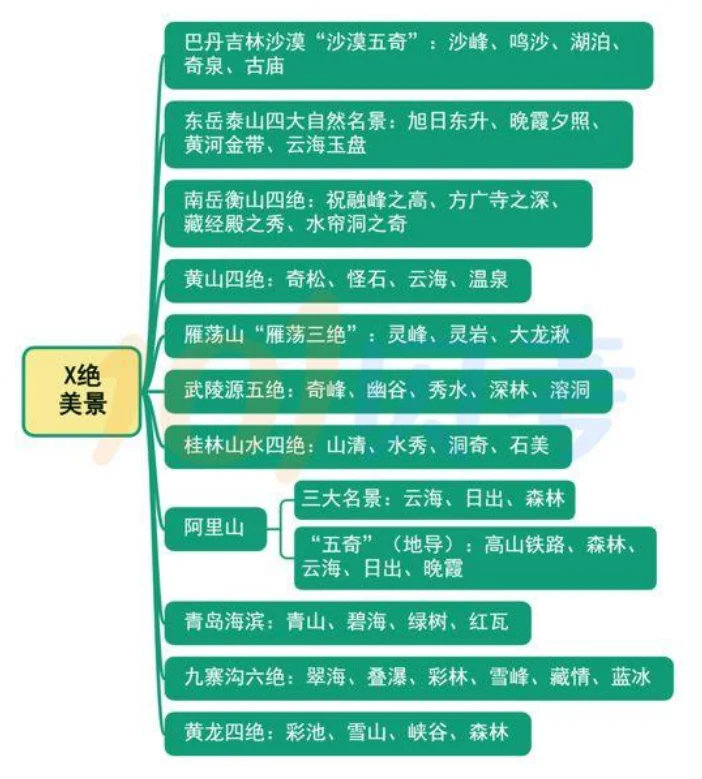 巴丹吉林沙漠“沙漠五奇”：沙峰、鸣沙、湖泊、
奇泉、古庙
东岳泰山四大自然名景：旭日东升、晚霞夕照、
黄河金带、云海玉盘
南岳衡山四绝：祝融峰之高、方广寺之深、
藏经殿之秀、水帘洞之奇
黄山四绝：奇松、怪石、云海、温泉
雁荡山“雁荡三绝”：灵峰、灵岩、大龙湫
X绝
美景
武陵源五绝：奇峰、幽谷、秀水、深林、溶洞
桂林山水四绝：山清、水秀、洞奇、石美
阿里山
三大名景：云海、日出、森林
“五奇”（地导）：高山铁路、森林、
云海、日出、晚霞
青岛海滨：青山、碧海、绿树、红瓦
九寨沟六绝：翠海、叠瀑、彩林、雪峰、藏情、蓝冰
黄龙四绝：彩池、雪山、峡谷、森林